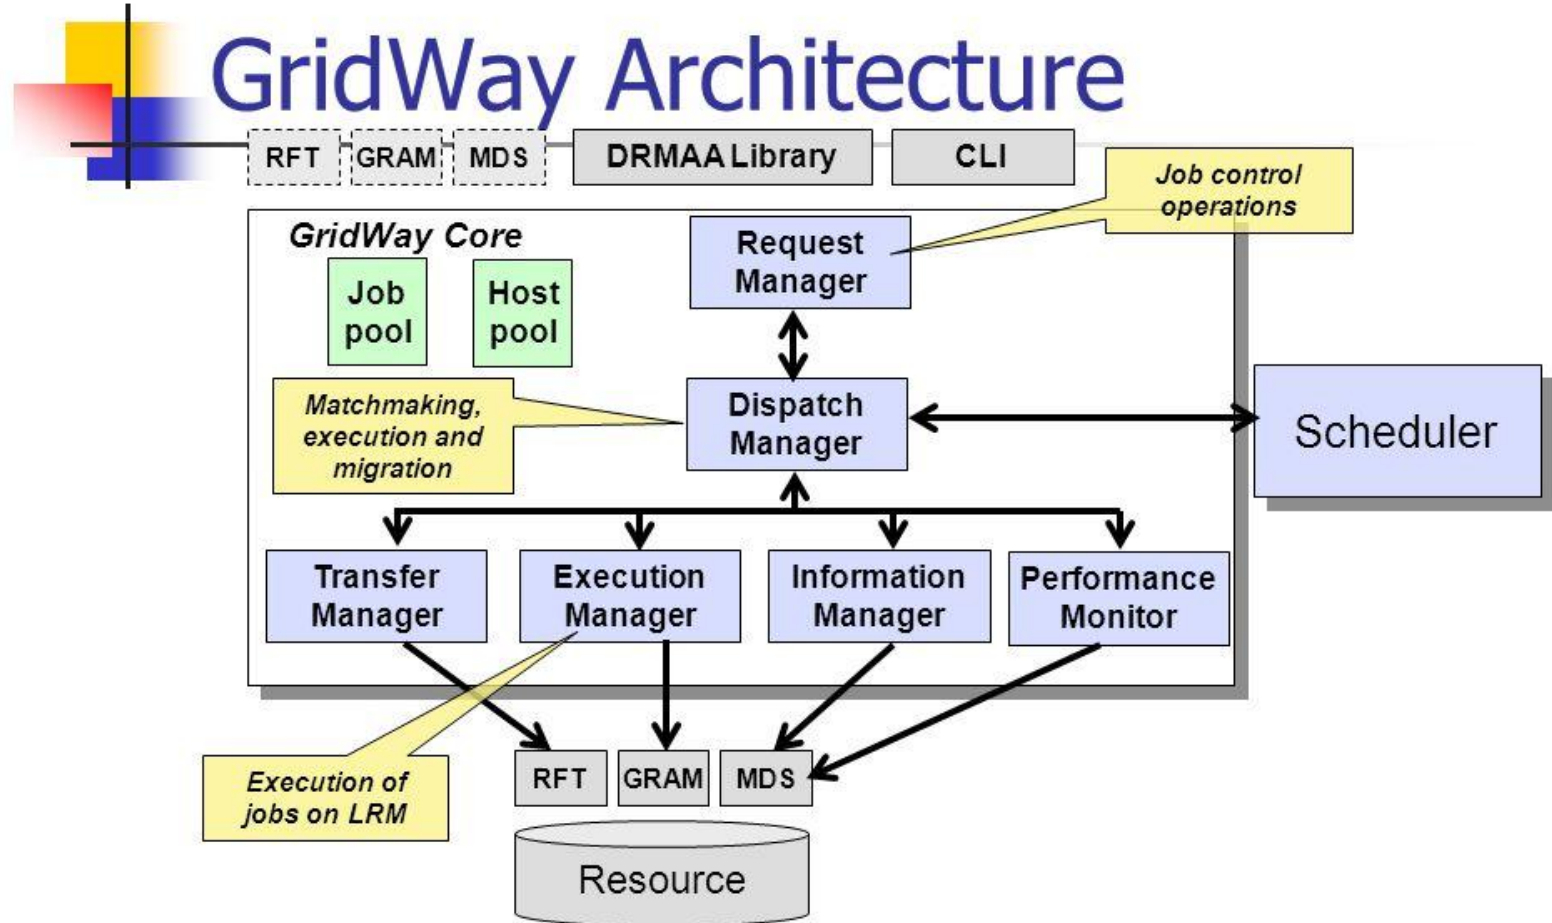 GridWay Architecture
RFT
GRAM
MDS
DRMAA Library
CLI
Job control
operations
GridWay Core
Request
Manager
Job
pool
Host
pool
Matchmaking,
execution and
migration
Dispatch
Manager
Scheduler
Transfer
Manager
Execution
Manager
Information
Manager
Performance
Monitor
Execution of
jobs on LRM
RFT
GRAM
MDS
Resource